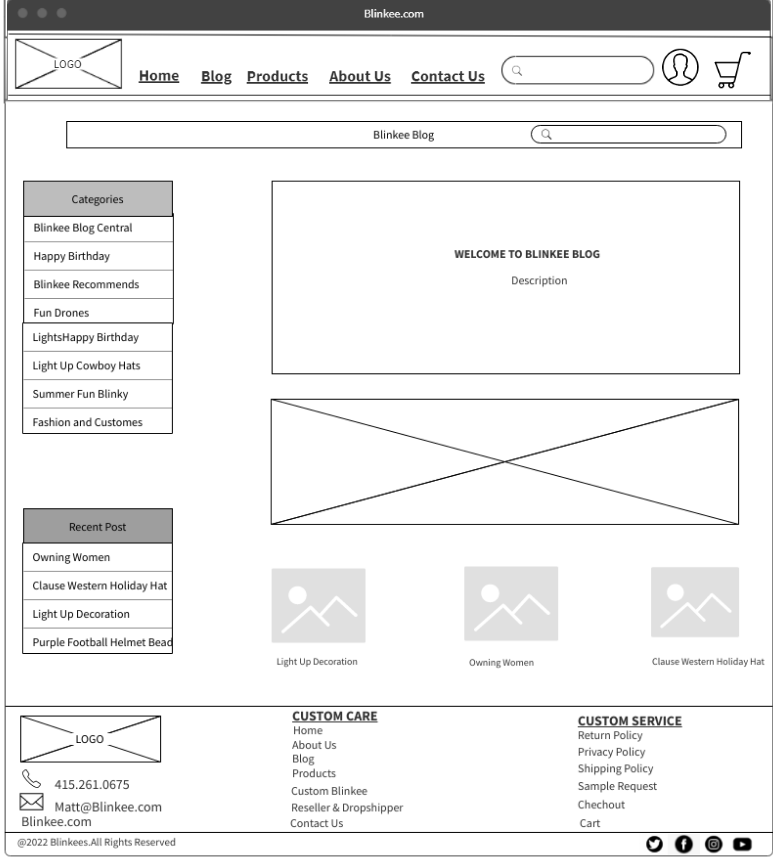 Blinkee.com
LOGO
Home Blog Products About Us Contact Us
Blinkee Blog
Categories
Blinkee Blog Central
Happy Birthday
Blinkee Recommends
Fun Drones
LightsHappy Birthday
Light Up Cowboy Hats
Summer Fun Blinky
Fashion and Customes
WELCOME TO BLINKEE BLOG
Description
Recent Post
Owning Women
Clause Western Holiday Hat
Light Up Decoration
Purple Football Helmet Bead
Light Up Decoration
Owning Women
Clause Western Holiday Hat
LOGO
415.261.0675
Matt@Blinkee.com
Blinkee.com
CUSTOM CARE
Home
About Us
Blog
Products
Custom Blinkee
Reseller & Dropshipper
Contact Us
CUSTOM SERVICE
Return Policy
Privacy Policy
Shipping Policy
Sample Request
Chechout
Cart
@2022 Blinkees.All Rights Reserved